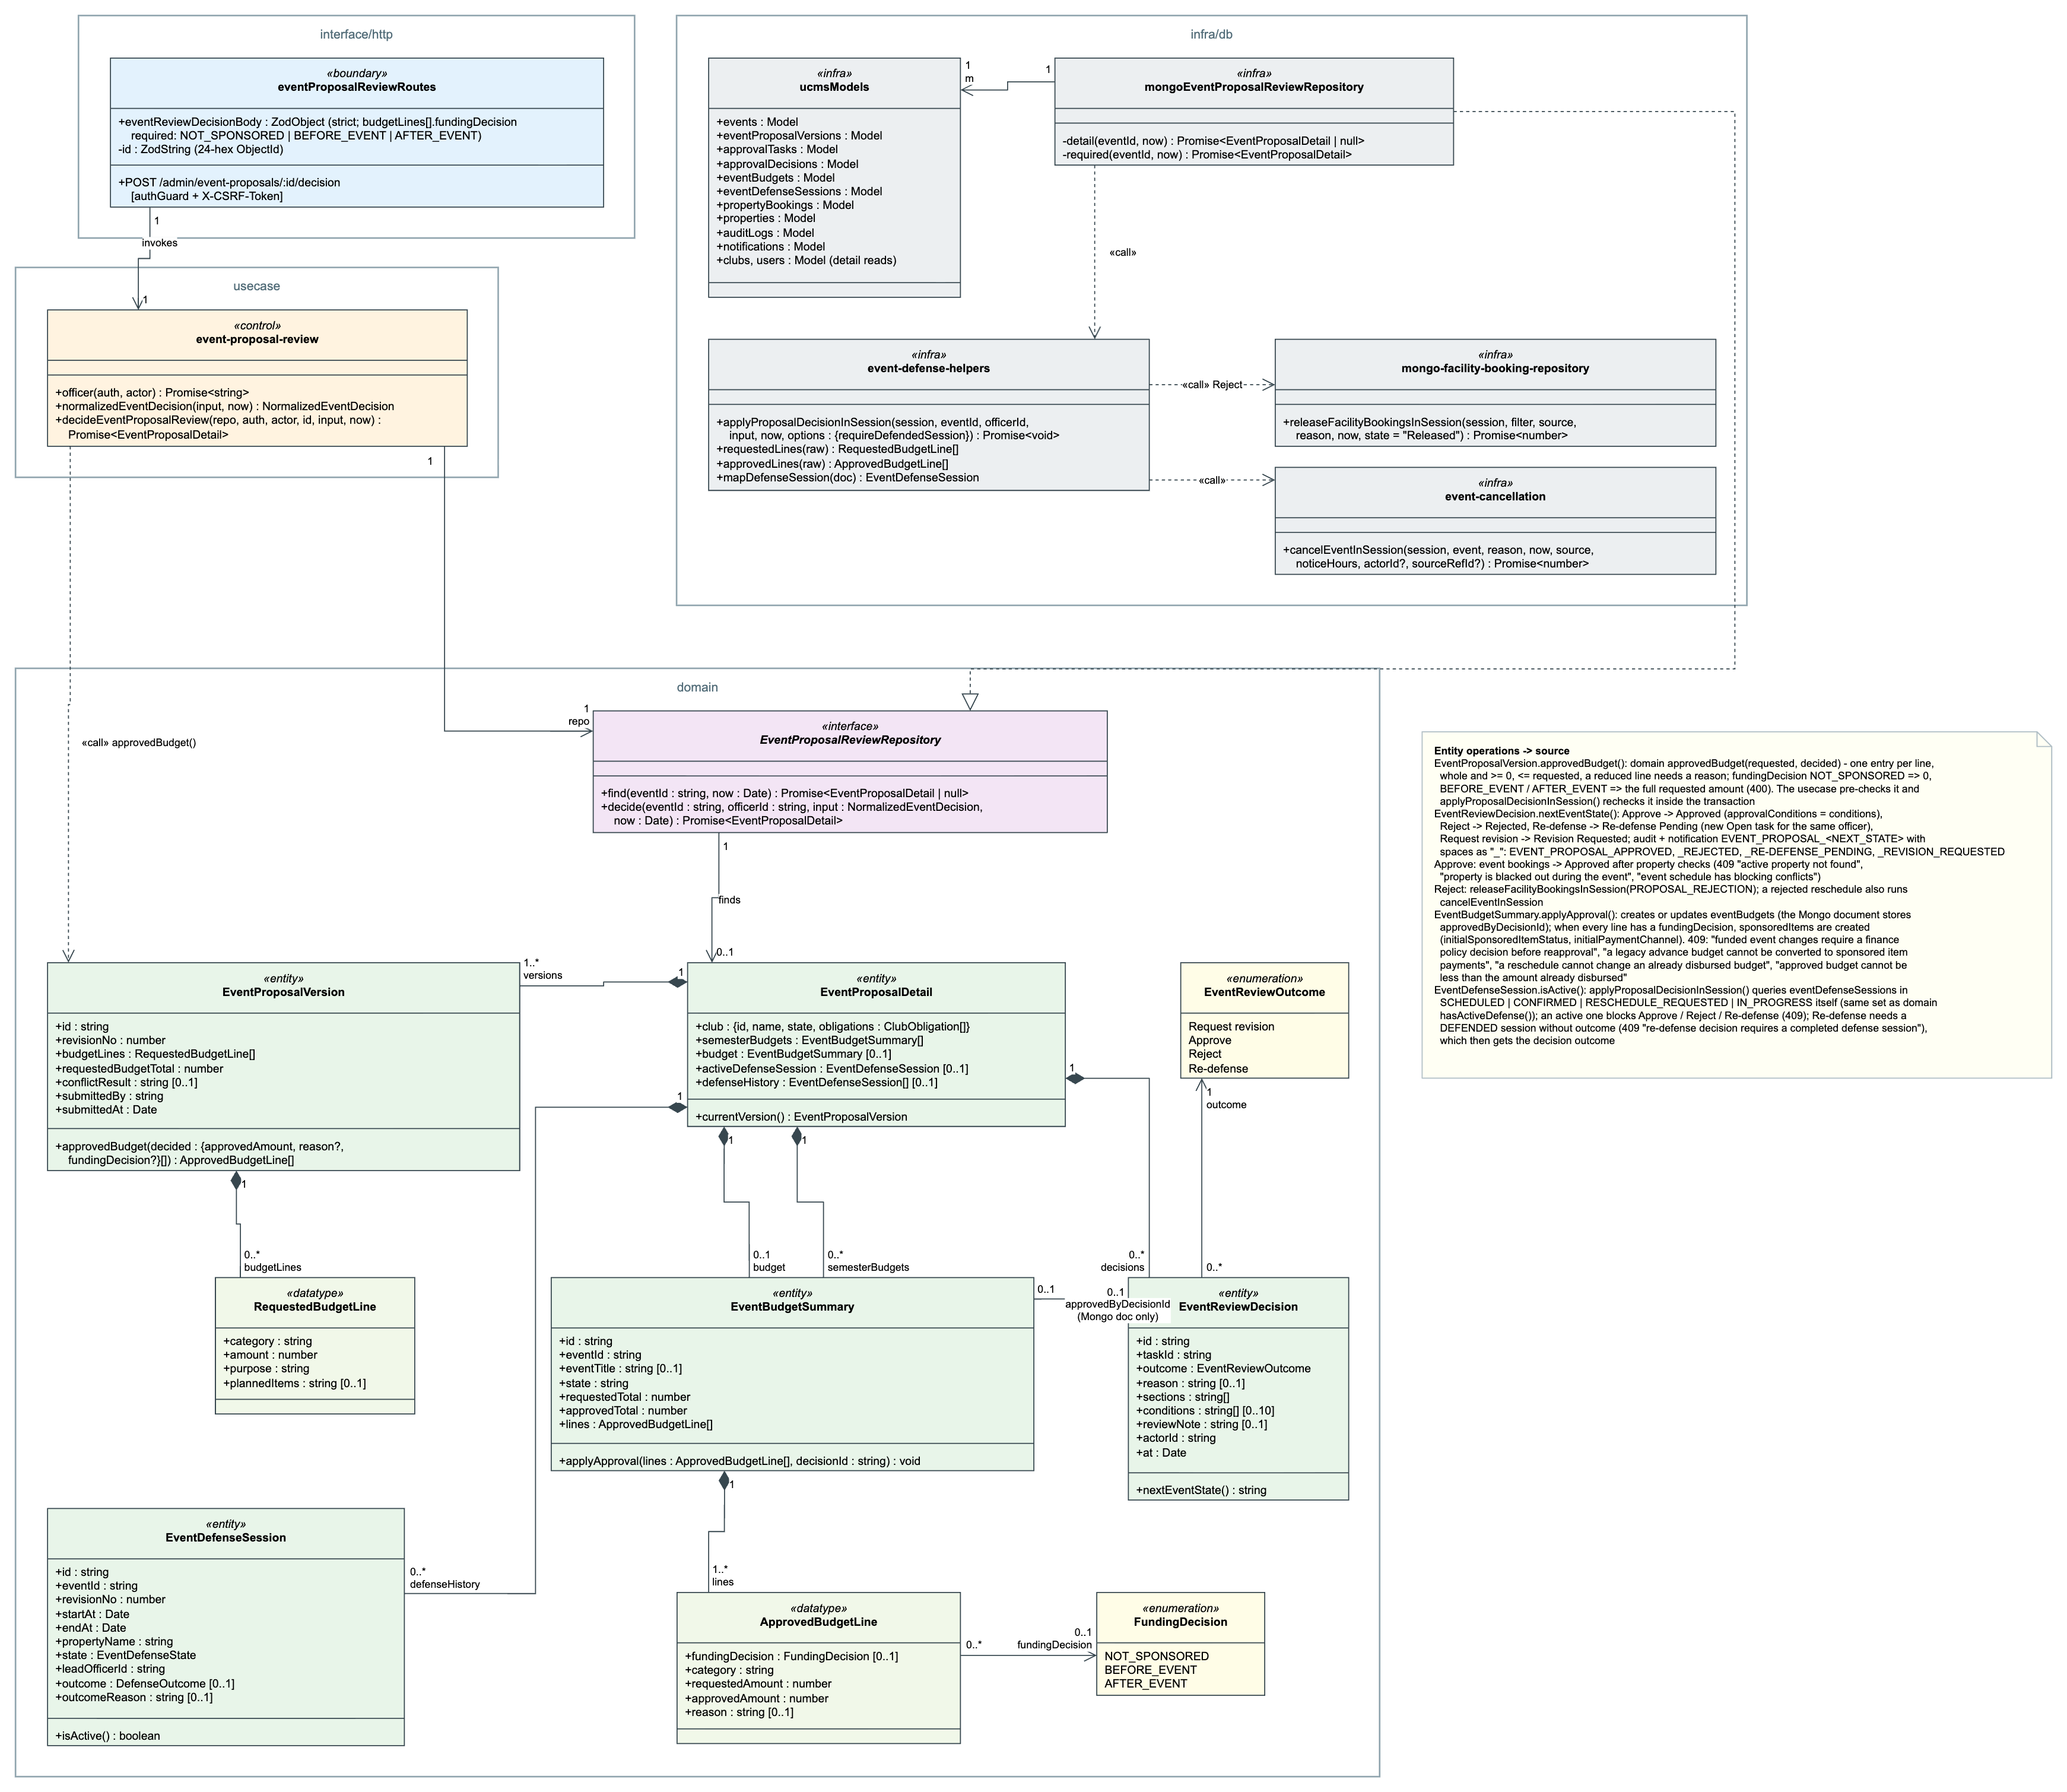 interface/http
«boundary»
eventProposalReviewRoutes
+eventReviewDecisionBody : ZodObject (strict; budgetLines[].fundingDecision
required: NOT_SPONSORED | BEFORE_EVENT | AFTER_EVENT)
-id : ZodString (24-hex ObjectId)
+POST /admin/event-proposals/:id/decision
[authGuard + X-CSRF-Token]
1
invokes
1
usecase
«control»
event-proposal-review
+officer(auth, actor) : Promise<string>
+normalizedEventDecision(input, now) : NormalizedEventDecision
+decideEventProposalReview(repo, auth, actor, id, input, now) :
Promise<EventProposalDetail>
1
«call» approvedBudget()
infra/db
«infra»
ucmsModels
+events : Model
+eventProposalVersions : Model
+approvalTasks : Model
+approvalDecisions : Model
+eventBudgets : Model
+eventDefenseSessions : Model
+propertyBookings : Model
+properties : Model
+auditLogs : Model
+notifications : Model
+clubs, users : Model (detail reads)
1
m
1
«infra»
mongoEventProposalReviewRepository
-detail(eventId, now) : Promise<EventProposalDetail | null>
-required(eventId, now) : Promise<EventProposalDetail>
«call»
«infra»
event-defense-helpers
+applyProposalDecisionInSession(session, eventId, officerId,
input, now, options : {requireDefendedSession}) : Promise<void>
+requestedLines(raw) : RequestedBudgetLine[]
+approvedLines(raw) : ApprovedBudgetLine[]
+mapDefenseSession(doc) : EventDefenseSession
«call» Reject
«call»
«infra»
mongo-facility-booking-repository
+releaseFacilityBookingsInSession(session, filter, source,
reason, now, state = "Released") : Promise<number>
«infra»
event-cancellation
+cancelEventInSession(session, event, reason, now, source,
noticeHours, actorId?, sourceRefId?) : Promise<number>
domain
1
repo
«interface»
EventProposalReviewRepository
+find(eventId : string, now : Date) : Promise<EventProposalDetail | null>
+decide(eventId : string, officerId : string, input : NormalizedEventDecision,
now : Date) : Promise<EventProposalDetail>
1
finds
0..1
Entity operations -> source
EventProposalVersion.approvedBudget(): domain approvedBudget(requested, decided) - one entry per line,
whole and >= 0, <= requested, a reduced line needs a reason; fundingDecision NOT_SPONSORED => 0,
BEFORE_EVENT / AFTER_EVENT => the full requested amount (400). The usecase pre-checks it and
applyProposalDecisionInSession() rechecks it inside the transaction
EventReviewDecision.nextEventState(): Approve -> Approved (approvalConditions = conditions),
Reject -> Rejected, Re-defense -> Re-defense Pending (new Open task for the same officer),
Request revision -> Revision Requested; audit + notification EVENT_PROPOSAL_<NEXT_STATE> with
spaces as "_": EVENT_PROPOSAL_APPROVED, _REJECTED, _RE-DEFENSE_PENDING, _REVISION_REQUESTED
Approve: event bookings -> Approved after property checks (409 "active property not found",
"property is blacked out during the event", "event schedule has blocking conflicts")
Reject: releaseFacilityBookingsInSession(PROPOSAL_REJECTION); a rejected reschedule also runs
cancelEventInSession
EventBudgetSummary.applyApproval(): creates or updates eventBudgets (the Mongo document stores
approvedByDecisionId); when every line has a fundingDecision, sponsoredItems are created
(initialSponsoredItemStatus, initialPaymentChannel). 409: "funded event changes require a finance
policy decision before reapproval", "a legacy advance budget cannot be converted to sponsored item
payments", "a reschedule cannot change an already disbursed budget", "approved budget cannot be
less than the amount already disbursed"
EventDefenseSession.isActive(): applyProposalDecisionInSession() queries eventDefenseSessions in
SCHEDULED | CONFIRMED | RESCHEDULE_REQUESTED | IN_PROGRESS itself (same set as domain
hasActiveDefense()); an active one blocks Approve / Reject / Re-defense (409); Re-defense needs a
DEFENDED session without outcome (409 "re-defense decision requires a completed defense session"),
which then gets the decision outcome
«entity»
EventProposalVersion
+id : string
+revisionNo : number
+budgetLines : RequestedBudgetLine[]
+requestedBudgetTotal : number
+conflictResult : string [0..1]
+submittedBy : string
+submittedAt : Date
+approvedBudget(decided : {approvedAmount, reason?,
fundingDecision?}[]) : ApprovedBudgetLine[]
1..*
versions
1
«entity»
EventProposalDetail
+club : {id, name, state, obligations : ClubObligation[]}
+semesterBudgets : EventBudgetSummary[]
+budget : EventBudgetSummary [0..1]
+activeDefenseSession : EventDefenseSession [0..1]
+defenseHistory : EventDefenseSession[] [0..1]
+currentVersion() : EventProposalVersion
1
1
1
1
«enumeration»
EventReviewOutcome
Request revision
Approve
Reject
Re-defense
1
outcome
1
0..*
budgetLines
0..1
budget
0..*
semesterBudgets
0..*
decisions
0..*
«datatype»
RequestedBudgetLine
+category : string
+amount : number
+purpose : string
+plannedItems : string [0..1]
«entity»
EventBudgetSummary
+id : string
+eventId : string
+eventTitle : string [0..1]
+state : string
+requestedTotal : number
+approvedTotal : number
+lines : ApprovedBudgetLine[]
+applyApproval(lines : ApprovedBudgetLine[], decisionId : string) : void
0..1
0..1
approvedByDecisionId
(Mongo doc only)
«entity»
EventReviewDecision
+id : string
+taskId : string
+outcome : EventReviewOutcome
+reason : string [0..1]
+sections : string[]
+conditions : string[] [0..10]
+reviewNote : string [0..1]
+actorId : string
+at : Date
+nextEventState() : string
«entity»
EventDefenseSession
+id : string
+eventId : string
+revisionNo : number
+startAt : Date
+endAt : Date
+propertyName : string
+state : EventDefenseState
+leadOfficerId : string
+outcome : DefenseOutcome [0..1]
+outcomeReason : string [0..1]
+isActive() : boolean
0..*
defenseHistory
1
1..*
lines
«datatype»
ApprovedBudgetLine
+fundingDecision : FundingDecision [0..1]
+category : string
+requestedAmount : number
+approvedAmount : number
+reason : string [0..1]
0..*
0..1
fundingDecision
«enumeration»
FundingDecision
NOT_SPONSORED
BEFORE_EVENT
AFTER_EVENT